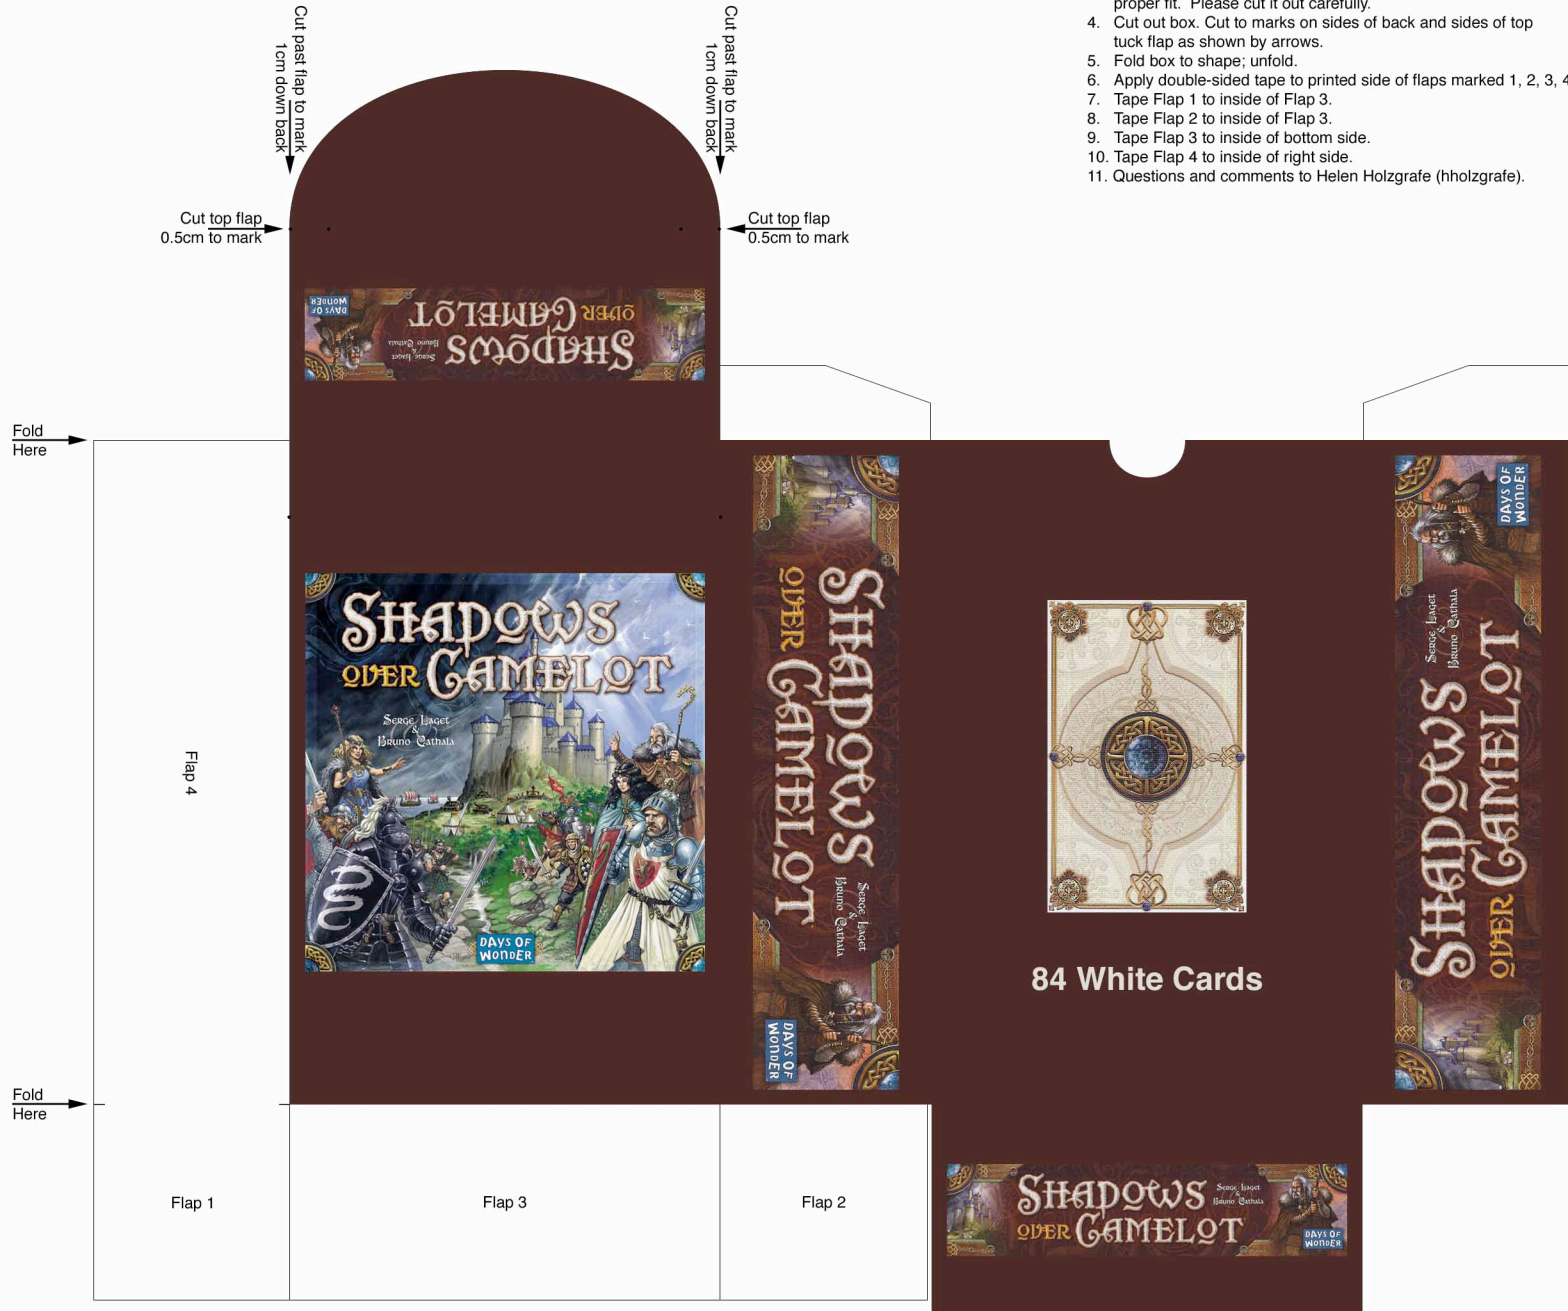 proper fit.  Please cut it out carefully.
4. Cut out box. Cut to marks on sides of back and sides of top
tuck flap as shown by arrows.
5. Fold box to shape; unfold.
6. Apply double-sided tape to printed side of flaps marked 1, 2, 3, 4
7. Tape Flap 1 to inside of Flap 3.
8. Tape Flap 2 to inside of Flap 3.
9. Tape Flap 3 to inside of bottom side.
10. Tape Flap 4 to inside of right side.
11. Questions and comments to Helen Holzgrafe (hholzgrafe).
Cut past flap to mark
1cm down back
Cut past flap to mark
1cm down back
Cut top flap
0.5cm to mark
Cut top flap
0.5cm to mark
SHADOWS
OVER CAMELOT
Serge Laget
&
Bruno Cathala
DAYS OF
WONDER
Fold
Here
SHADOWS
OVER CAMELOT
Serge Laget
&
Bruno Cathala
DAYS OF
WONDER
Flap 4
SHADOWS
OVER CAMELOT
Serge Laget
&
Bruno Cathala
DAYS OF
WONDER
84 White Cards
SHADOWS
OVER CAMELOT
Serge Laget
&
Bruno Cathala
DAYS OF
WONDER
Fold
Here
Flap 1
Flap 3
Flap 2
SHADOWS
OVER CAMELOT
Serge Laget
&
Bruno Cathala
DAYS OF
WONDER